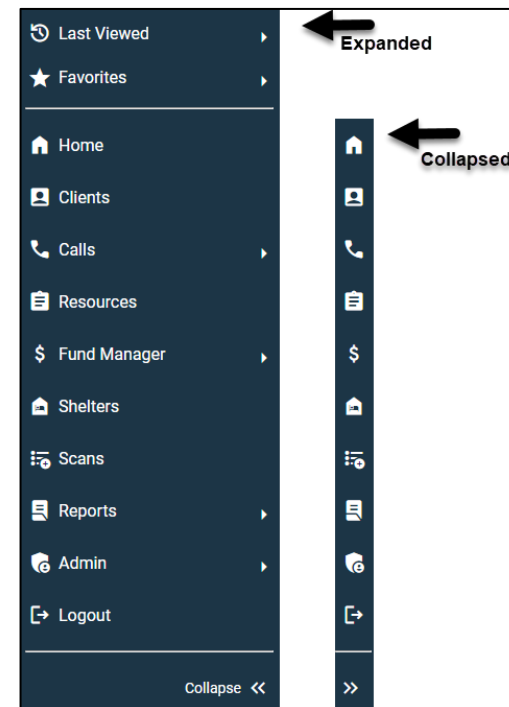 Last Viewed
Expanded
Favorites
Home
Collapsed
Clients
Calls
Resources
$ Fund Manager
$
Shelters
Scans
Reports
Admin
Logout
Collapse «
»